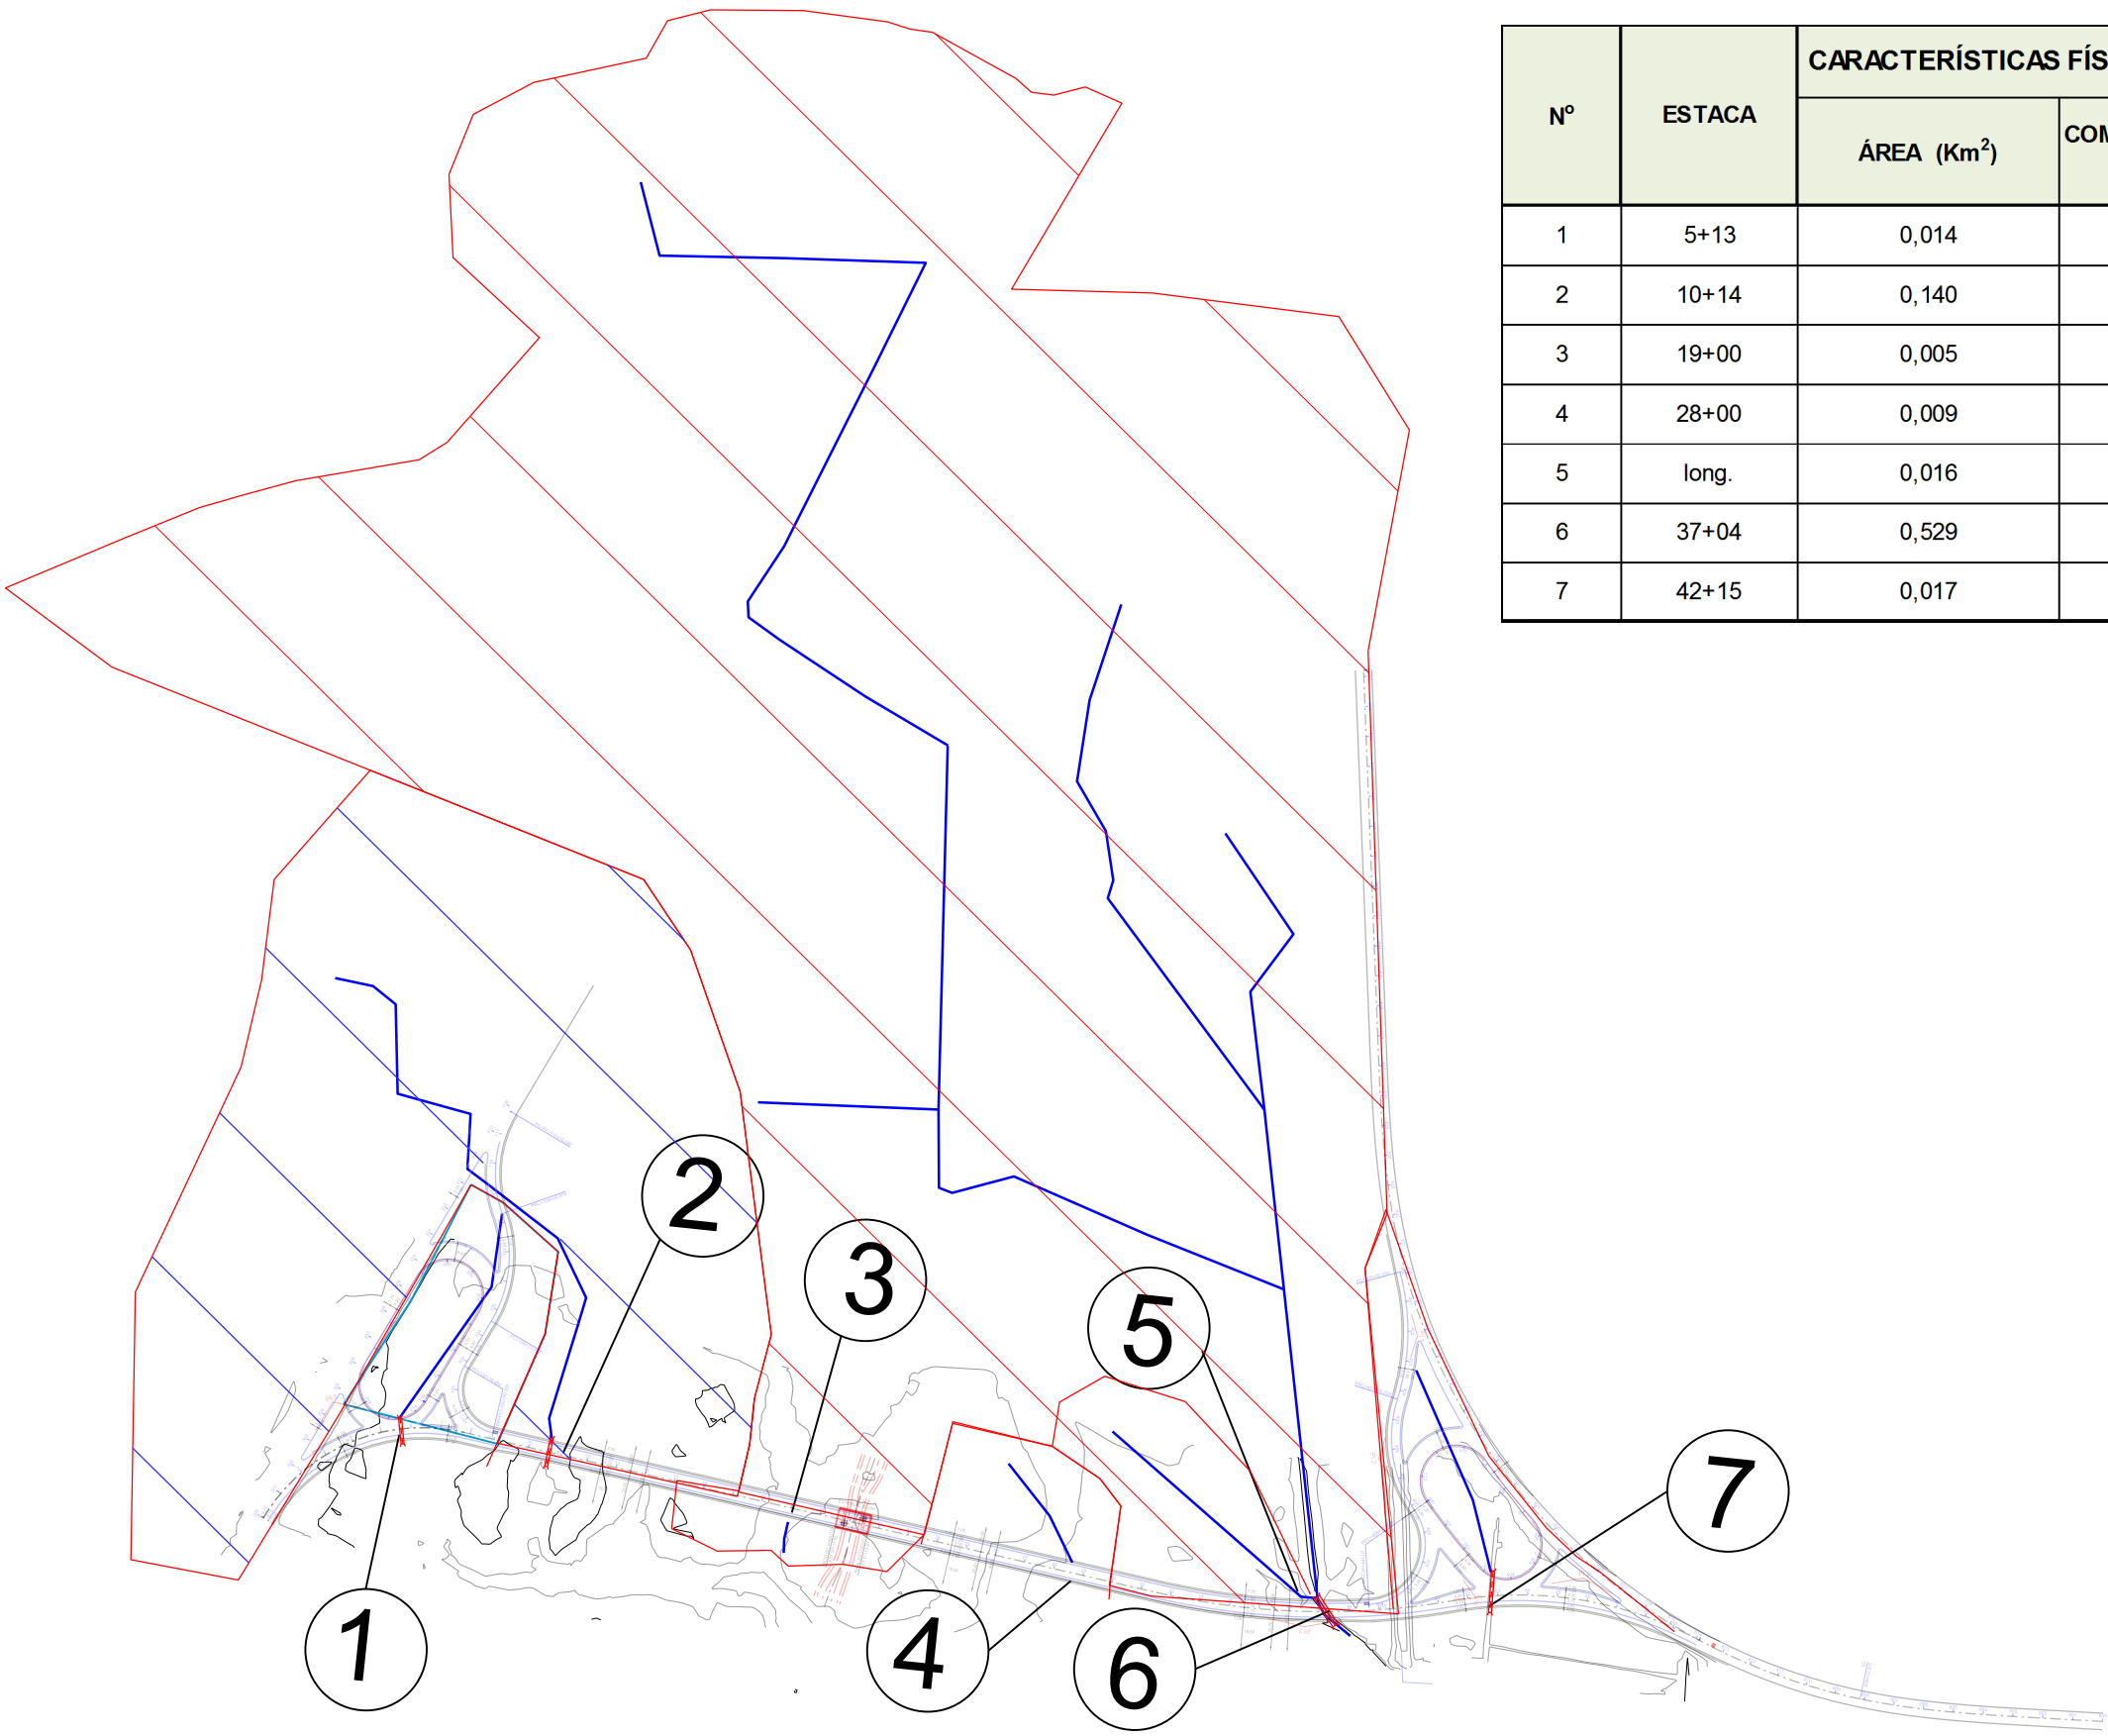 CARACTERÍSTICAS FÍS
Nº ESTACA
ÁREA (Km²) COM
1 5+13 0,014
2 10+14 0,140
3 19+00 0,005
4 28+00 0,009
5 long. 0,016
6 37+04 0,529
7 42+15 0,017
2
3
5
7
1
4
6